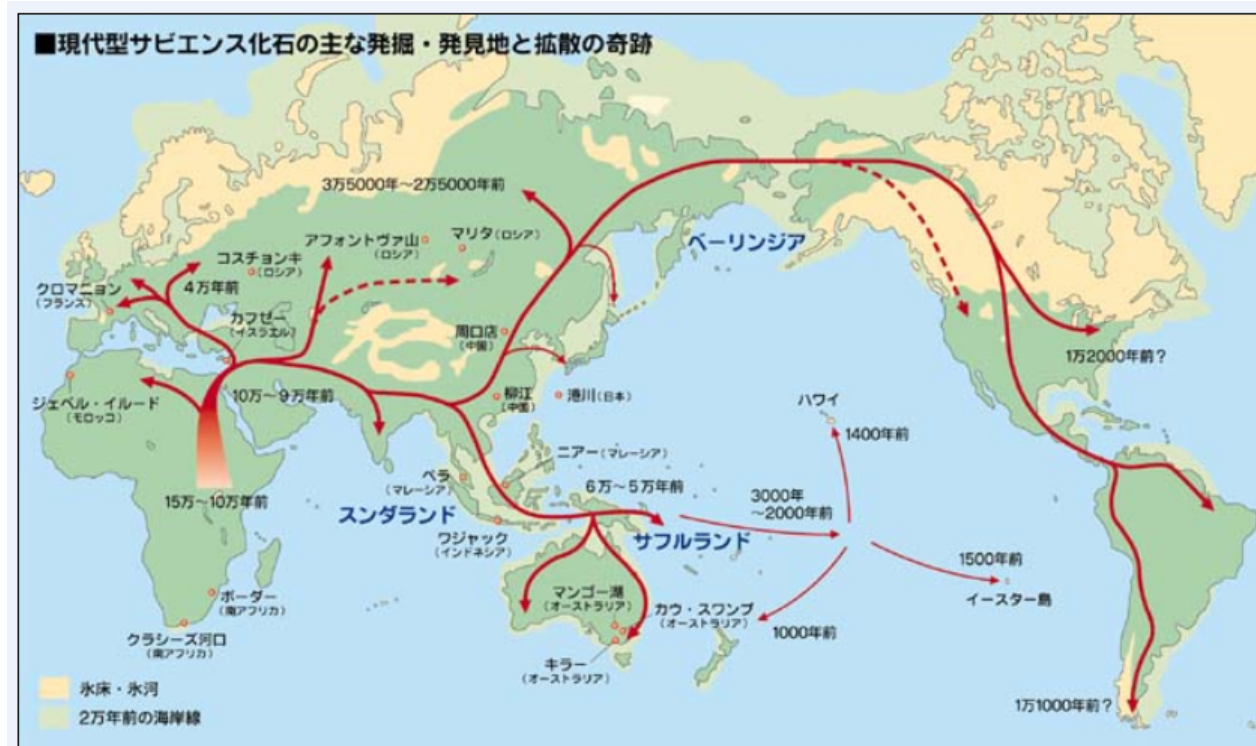 ■現代型サピエンス化石の主な発掘・発見地と拡散の奇跡
3万5000年～2万5000年前
アフォントヴァ山
(ロシア)
マリタ(ロシア)
ベーリンジア
コスチョンキ
(ロシア)
クロマニョン
(フランス)
4万年前
カフゼー
(イスラエル)
周口店
(中国)
1万2000年前?
ジェベル・イルード
(モロッコ)
10万～9万年前
柳江
(中国)
港川(日本)
ハワイ
1400年前
ニアー(マレーシア)
ペラ
(マレーシア)
6万～5万年前
15万～10万年前
3000年
～2000年前
スンダランド
ワジャック
(インドネシア)
サフルランド
1500年前
イースター島
ボーダー
(南アフリカ)
マンゴー湖
(オーストラリア)
カウ・スワンプ
(オーストラリア)
1000年前
クラシーズ河口
(南アフリカ)
キラー
(オーストラリア)
氷床・氷河
2万年前の海岸線
1万1000年前?